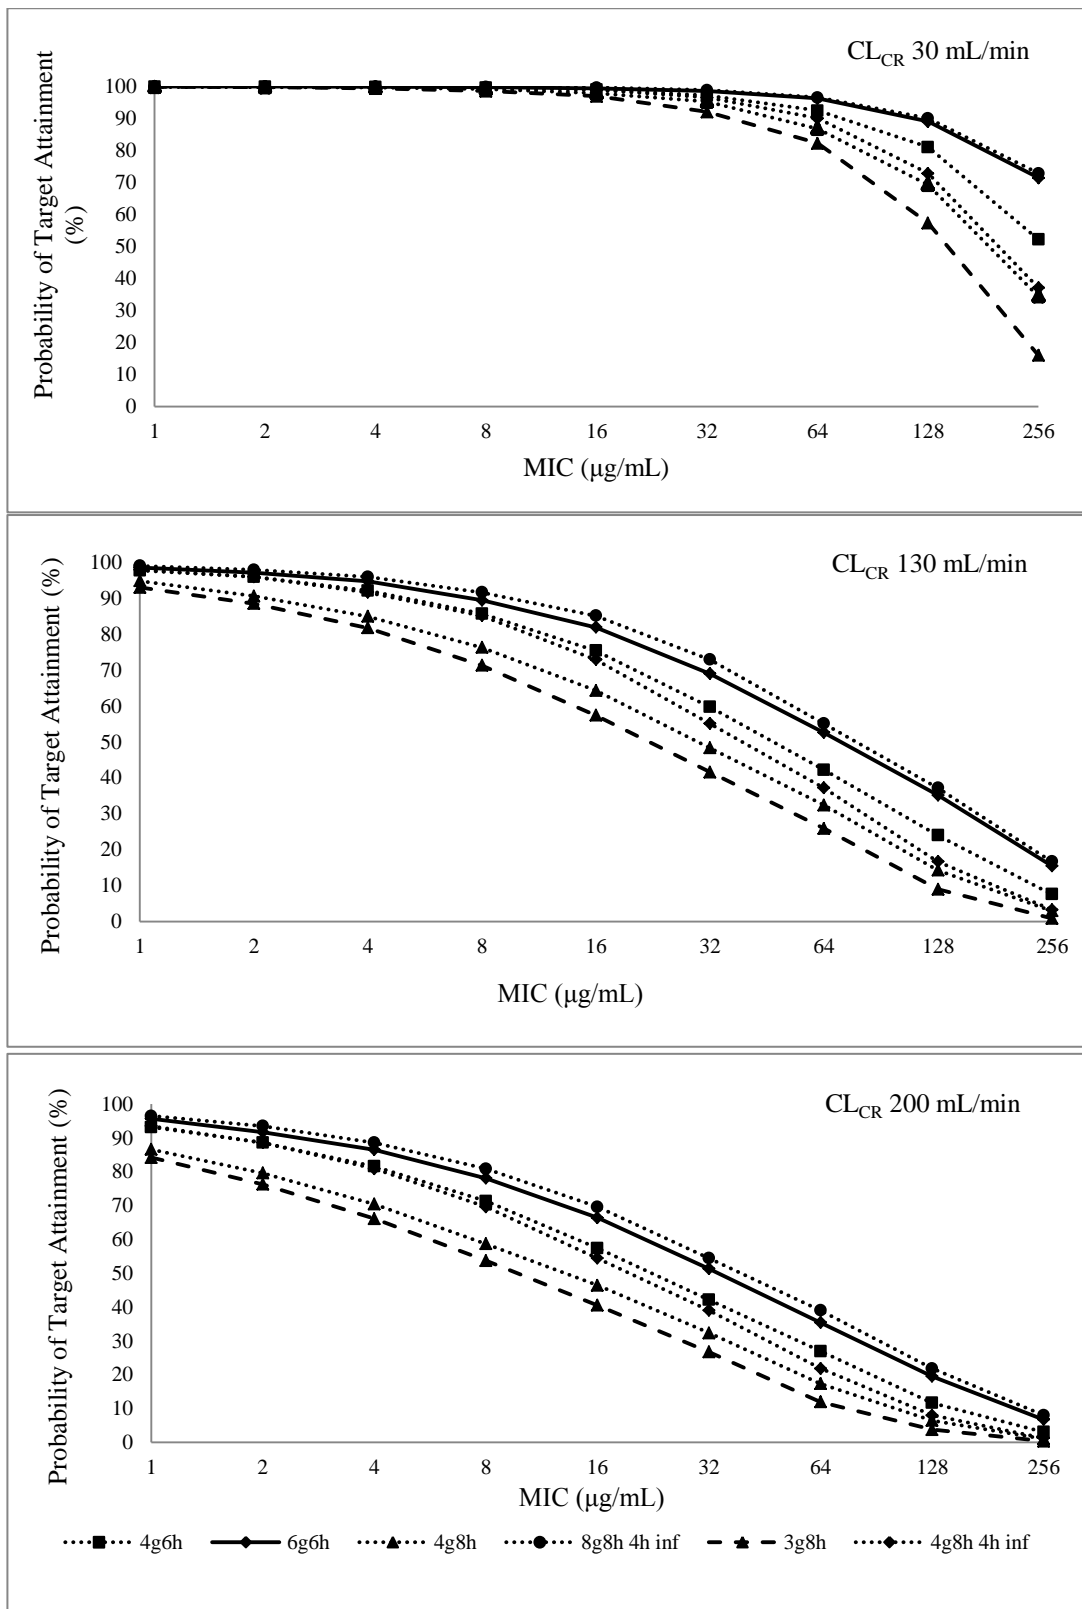 CLCR 30 mL/min
Probability of Target Attainment
(%)
100
90
80
70
60
50
40
30
20
10
0
1 2 4 8 16 32 64 128 256
MIC (µg/mL)
CLCR 130 mL/min
Probability of Target Attainment (%)
100
90
80
70
60
50
40
30
20
10
0
1 2 4 8 16 32 64 128 256
MIC (µg/mL)
CLCR 200 mL/min
Probability of Target Attainment (%)
100
90
80
70
60
50
40
30
20
10
0
1 2 4 8 16 32 64 128 256
MIC (µg/mL)
4g6h 6g6h 4g8h 8g8h 4h inf 3g8h 4g8h 4h inf